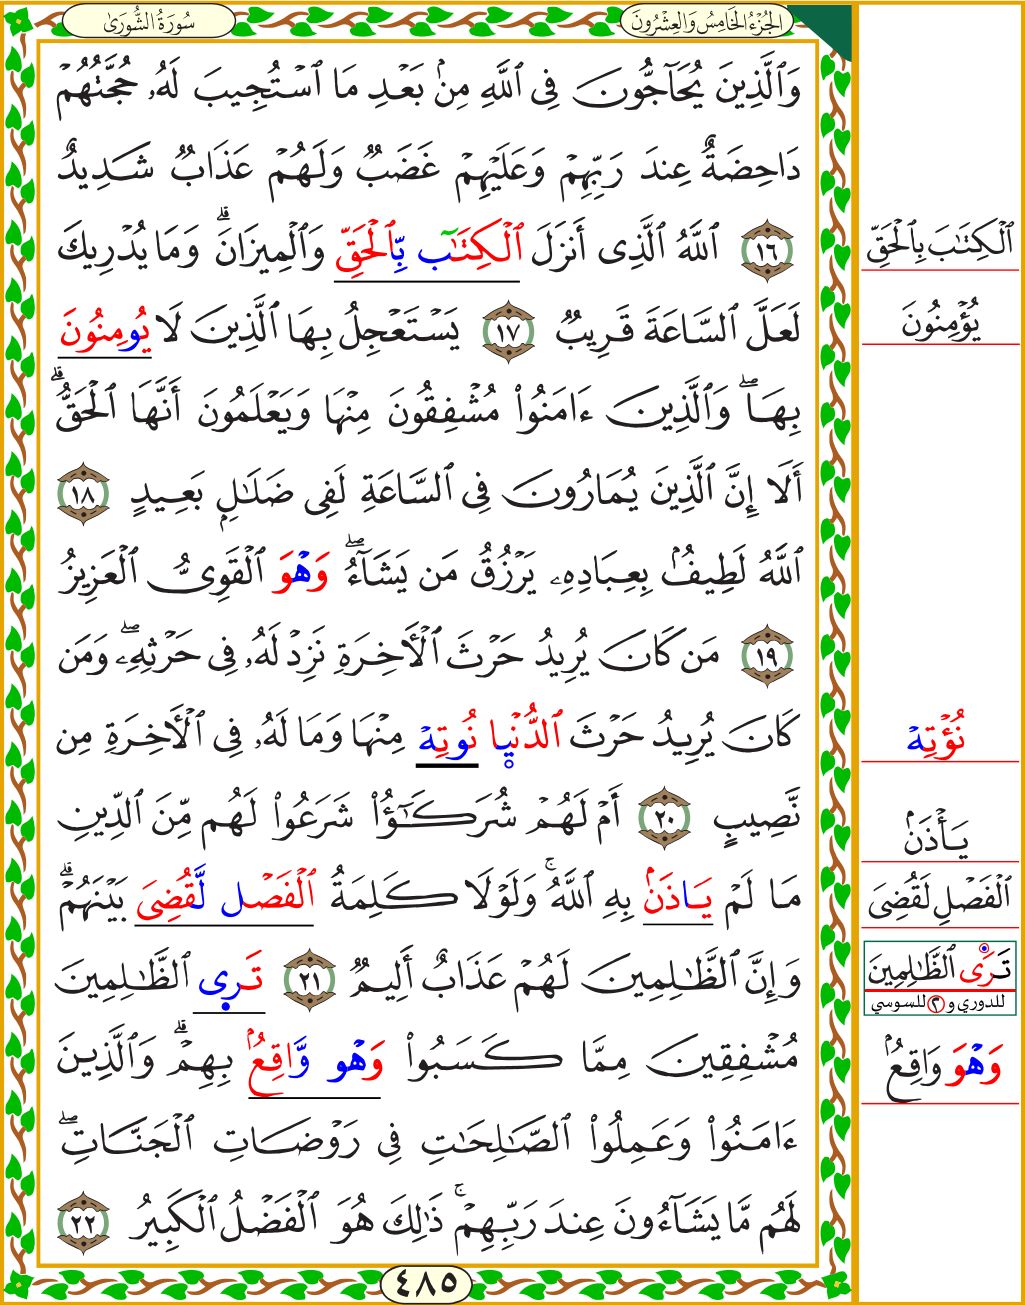 سُورَةُ الشُّورَىٰ
الجُزْءُ الخَامِسُ وَالعِشْرُونَ
وَٱلَّذِينَ يُحَآجُّونَ فِى ٱللَّهِ مِنۢ بَعْدِ مَا ٱسْتُجِيبَ لَهُۥ حُجَّتُهُمْ
دَاحِضَةٌ عِندَ رَبِّهِمْ وَعَلَيْهِمْ غَضَبٌ وَلَهُمْ عَذَابٌ شَدِيدٌ
١٦ ٱللَّهُ ٱلَّذِى أَنزَلَ ٱلْكِتَٰٓب بِّٱلْحَقِّ وَٱلْمِيزَانَۗ وَمَا يُدْرِيكَ
لَعَلَّ ٱلسَّاعَةَ قَرِيبٌ ١٧ يَسْتَعْجِلُ بِهَا ٱلَّذِينَ لَا يُومِنُونَ
بِهَاۖ وَٱلَّذِينَ ءَامَنُوا۟ مُشْفِقُونَ مِنْهَا وَيَعْلَمُونَ أَنَّهَا ٱلْحَقُّۗ
أَلَا إِنَّ ٱلَّذِينَ يُمَارُونَ فِى ٱلسَّاعَةِ لَفِى ضَلَٰلٍۭ بَعِيدٍ ١٨
ٱللَّهُ لَطِيفُۢ بِعِبَادِهِۦ يَرْزُقُ مَن يَشَآءُۖ وَهْوَ ٱلْقَوِىُّ ٱلْعَزِيزُ
١٩ مَن كَانَ يُرِيدُ حَرْثَ ٱلْأَخِرَةِ نَزِدْ لَهُۥ فِى حَرْثِهِۦۖ وَمَن
كَانَ يُرِيدُ حَرْثَ ٱلدُّنْيا نُوتِهْ مِنْهَا وَمَا لَهُۥ فِى ٱلْأَخِرَةِ مِن
نَّصِيبٍ ٢٠ أَمْ لَهُمْ شُرَكَٰٓؤُا۟ شَرَعُوا۟ لَهُم مِّنَ ٱلدِّينِ
مَا لَمْ يَاذَنۢ بِهِ ٱللَّهُۚ وَلَوْلَا كَلِمَةُ ٱلْفَصْل لَّقُضِىَ بَيْنَهُمْۗ
وَإِنَّ ٱلظَّٰلِمِينَ لَهُمْ عَذَابٌ أَلِيمٌ ٢١ تَرِى ٱلظَّٰلِمِينَ
مُشْفِقِينَ مِمَّا كَسَبُوا۟ وَهْو وَّاقِعُۢ بِهِمْۗ وَٱلَّذِينَ
ءَامَنُوا۟ وَعَمِلُوا۟ ٱلصَّٰلِحَٰتِ فِى رَوْضَاتِ ٱلْجَنَّاتِۖ
لَهُم مَّا يَشَآءُونَ عِندَ رَبِّهِمْۚ ذَٰلِكَ هُوَ ٱلْفَضْلُ ٱلْكَبِيرُ ٢٢
٤٨٥
ٱلْكِتَٰبَ بِٱلْحَقِّ
يُؤْمِنُونَ
نُؤْتِهْ
يَأْذَنۢ
ٱلْفَصْلِ لَقُضِىَ
تَرَى ٱلظَّٰلِمِينَ
للدوري و ٢ للسوسي
وَهْوَ وَاقِعُۢ